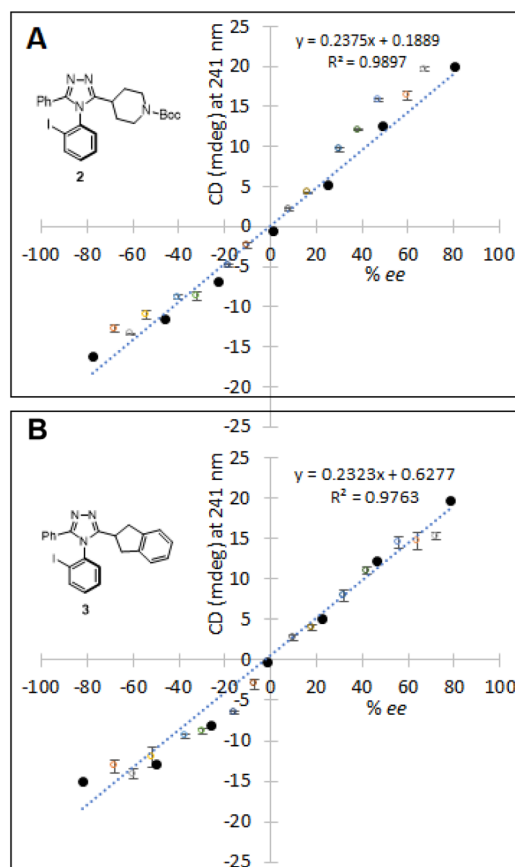 A
25
y = 0.2375x + 0.1889
R² = 0.9897
20
15
10
5
0
-100 -80 -60 -40 -20 0 20 40 60 80 100
-5
-10
-15
-20
-25
CD (mdeg) at 241 nm
% ee
N–N
Ph
N
N
Boc
I
2
B
25
y = 0.2323x + 0.6277
R² = 0.9763
20
15
10
5
0
-100 -80 -60 -40 -20 0 20 40 60 80 100
-5
-10
-15
-20
-25
CD (mdeg) at 241 nm
% ee
N–N
Ph
N
I
3